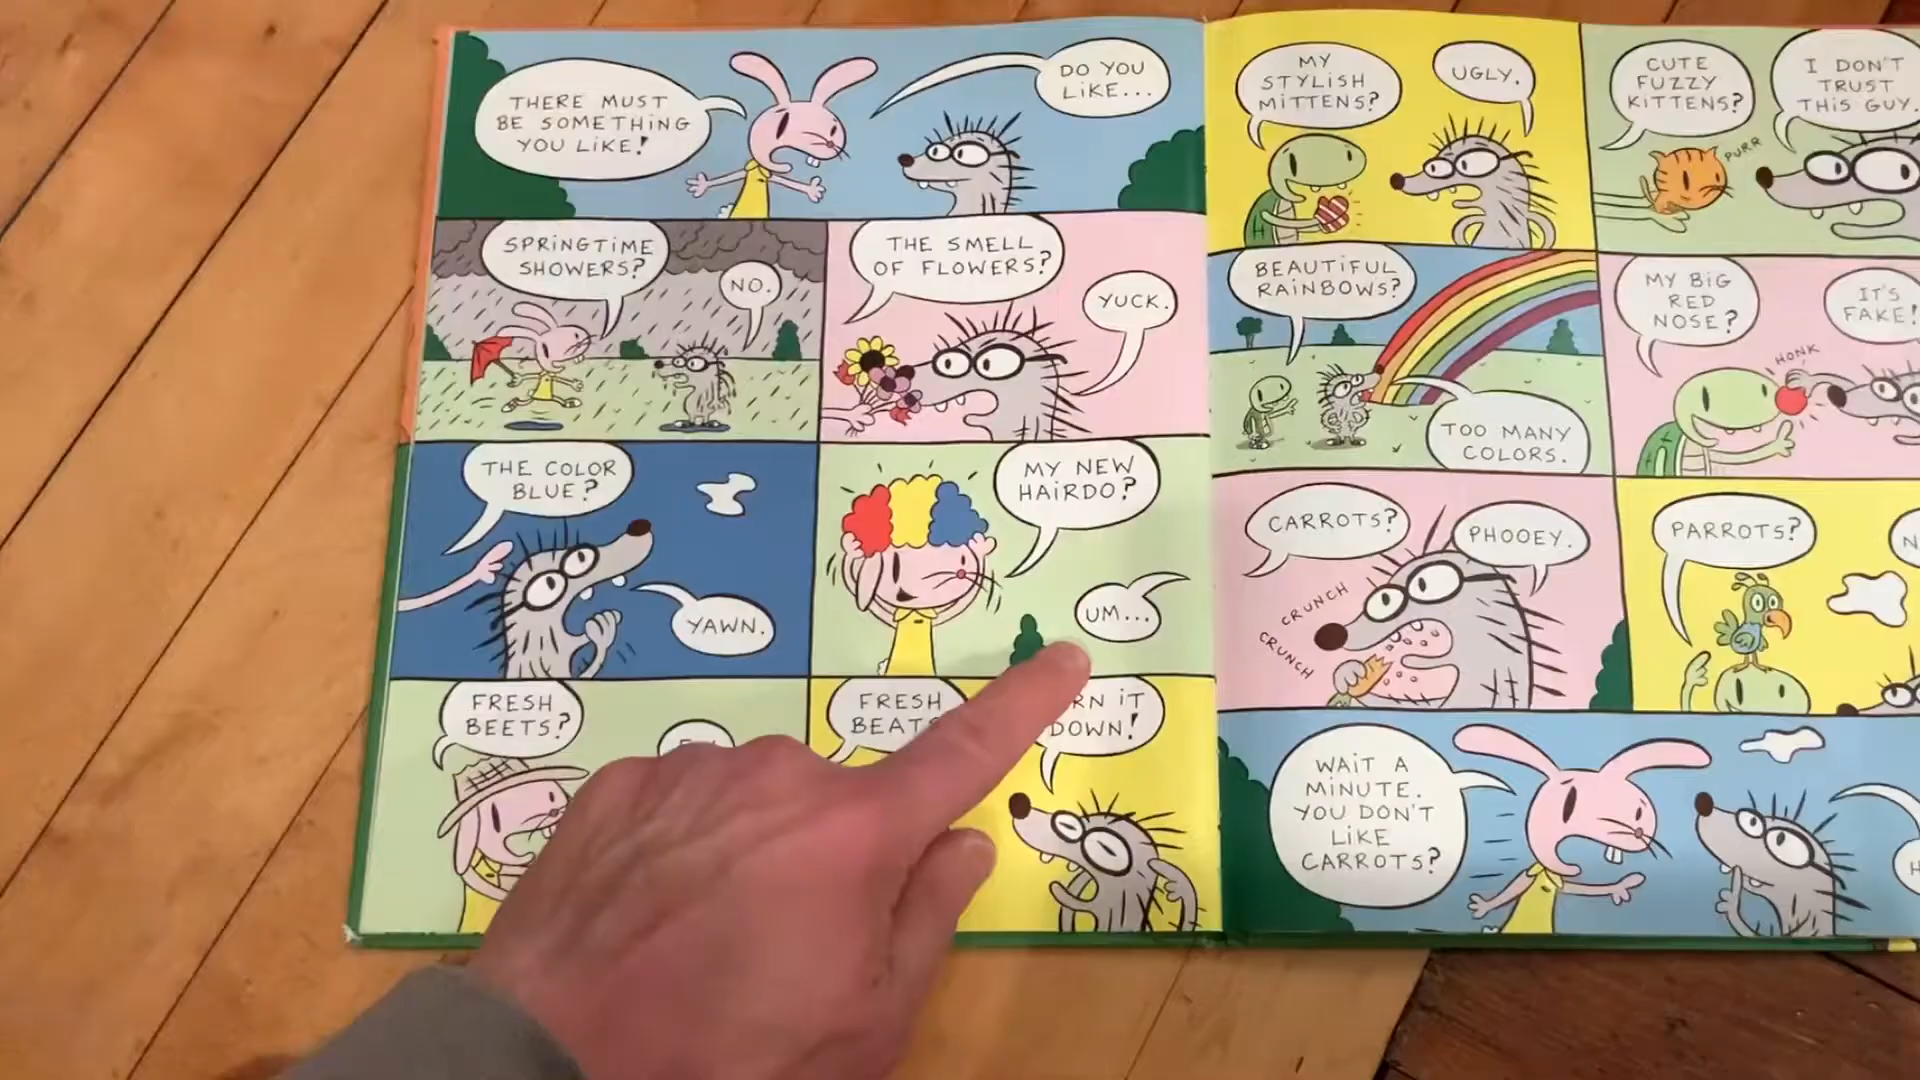 THERE MUST
BE SOMETHING
YOU LIKE!
DO YOU
LIKE...
SPRINGTIME
SHOWERS?
NO.
THE SMELL
OF FLOWERS?
YUCK.
THE COLOR
BLUE?
YAWN.
MY NEW
HAIRDO?
UM...
FRESH
BEETS?
FRESH
DOWN!
MY
STYLISH
MITTENS?
UGLY.
CUTE
FUZZY
KITTENS?
PURR
I DON'T
TRUST
THIS GUY.
BEAUTIFUL
RAINBOWS?
TOO MANY
COLORS.
MY BIG
RED
NOSE?
HONK
IT'S
FAKE!
CARROTS?
PHOOEY.
CRUNCH
CRUNCH
PARROTS?
WAIT A
MINUTE.
YOU DON'T
LIKE
CARROTS?